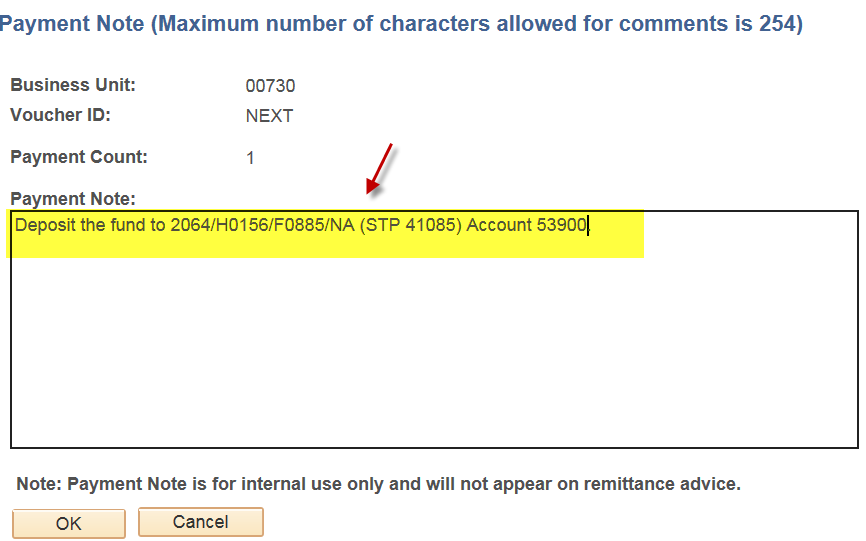 Payment Note (Maximum number of characters allowed for comments is 254)
Business Unit: 00730
Voucher ID: NEXT
Payment Count: 1
Payment Note:
Deposit the fund to 2064/H0156/F0885/NA (STP 41085) Account 53900.
Note: Payment Note is for internal use only and will not appear on remittance advice.
OK Cancel